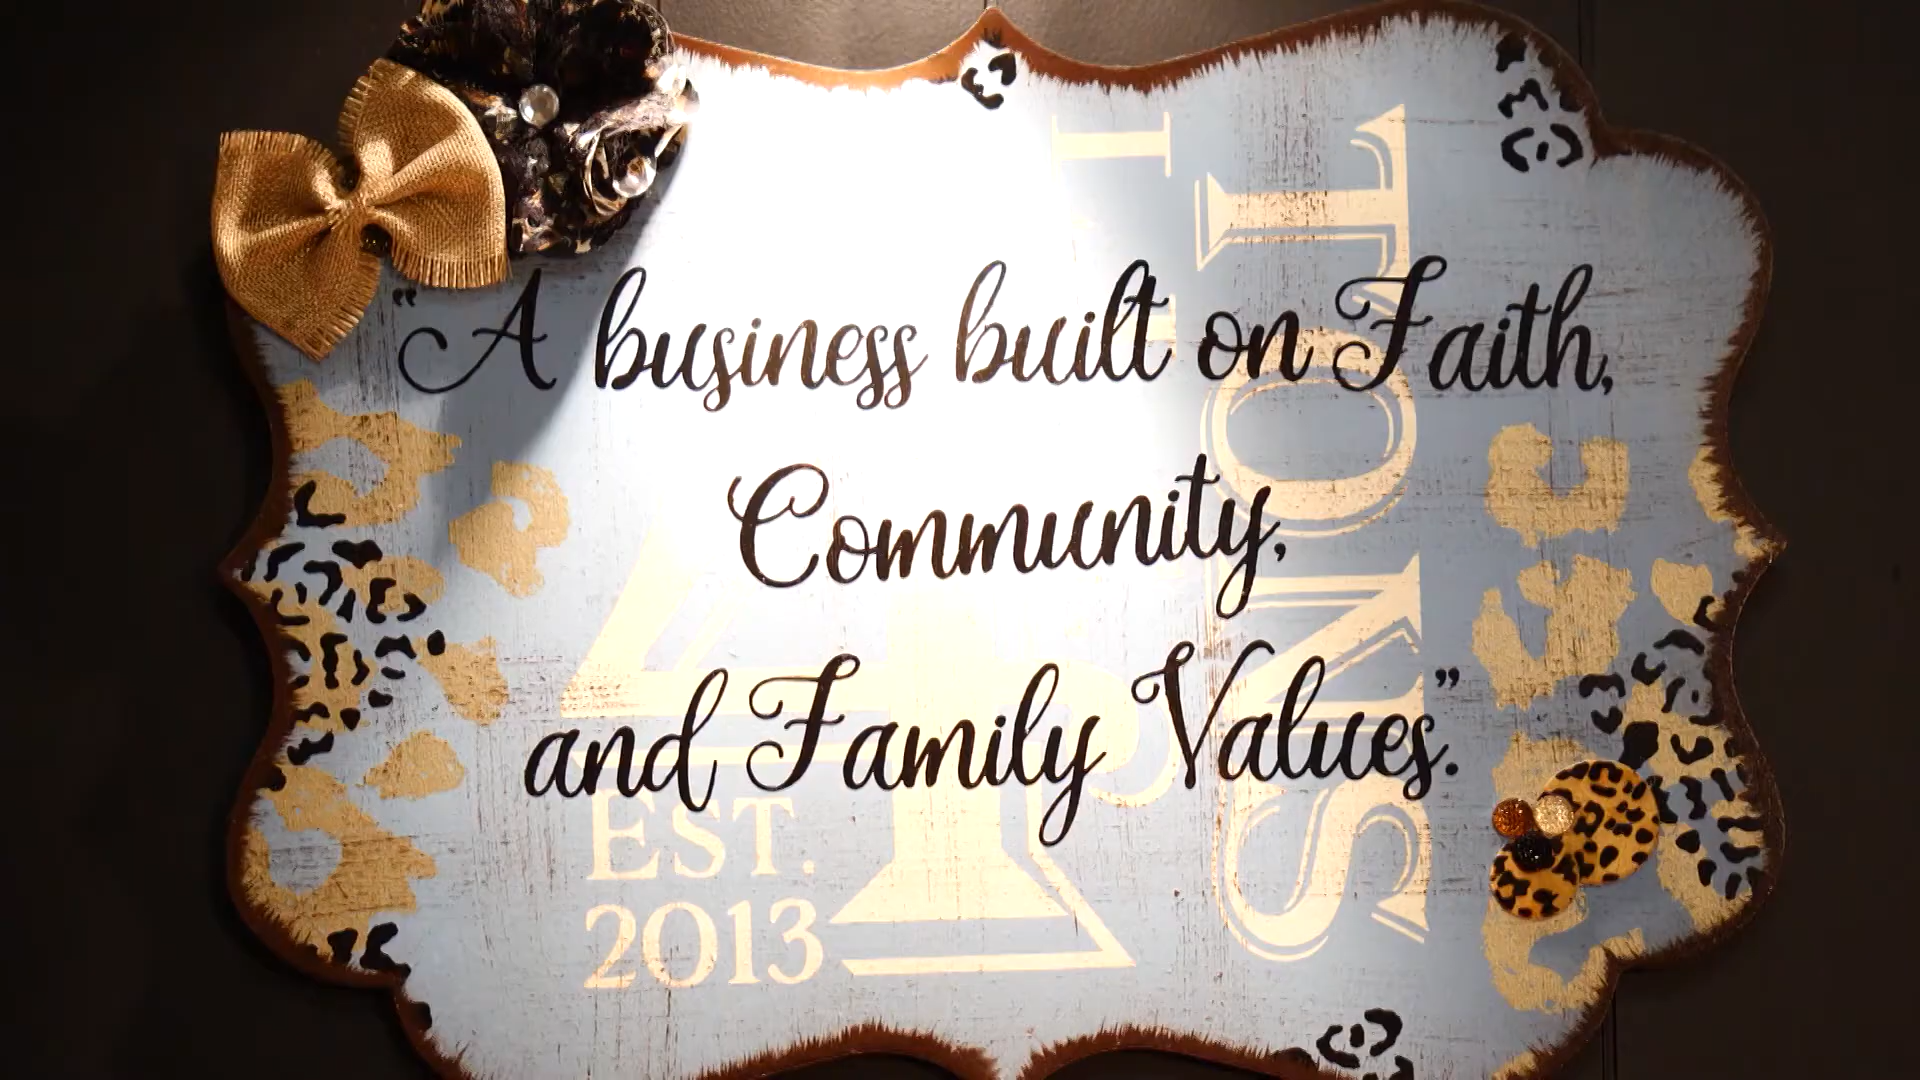 "A business built on Faith,
Community,
and Family Values."
EST.
2013